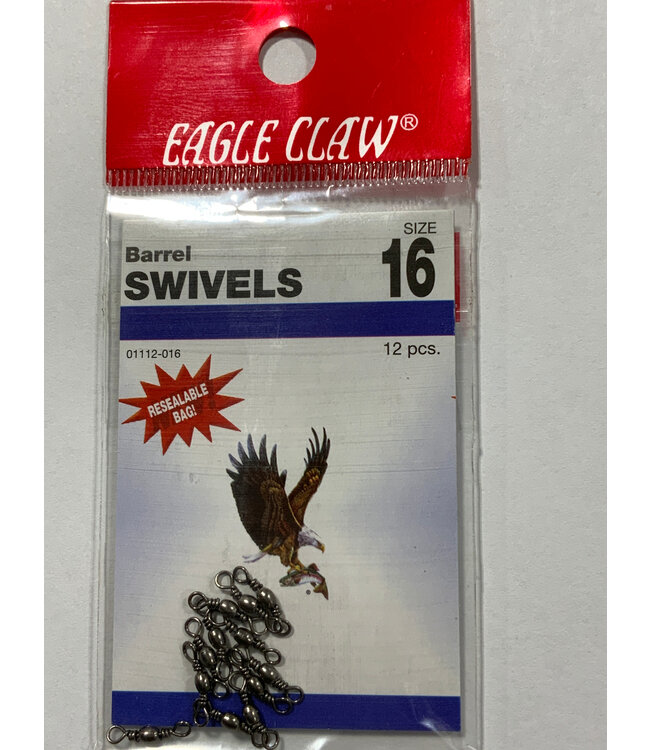 EAGLE CLAW®
SIZE
Barrel
SWIVELS
16
01112-016
12 pcs.
RESEALABLE
BAG!
®